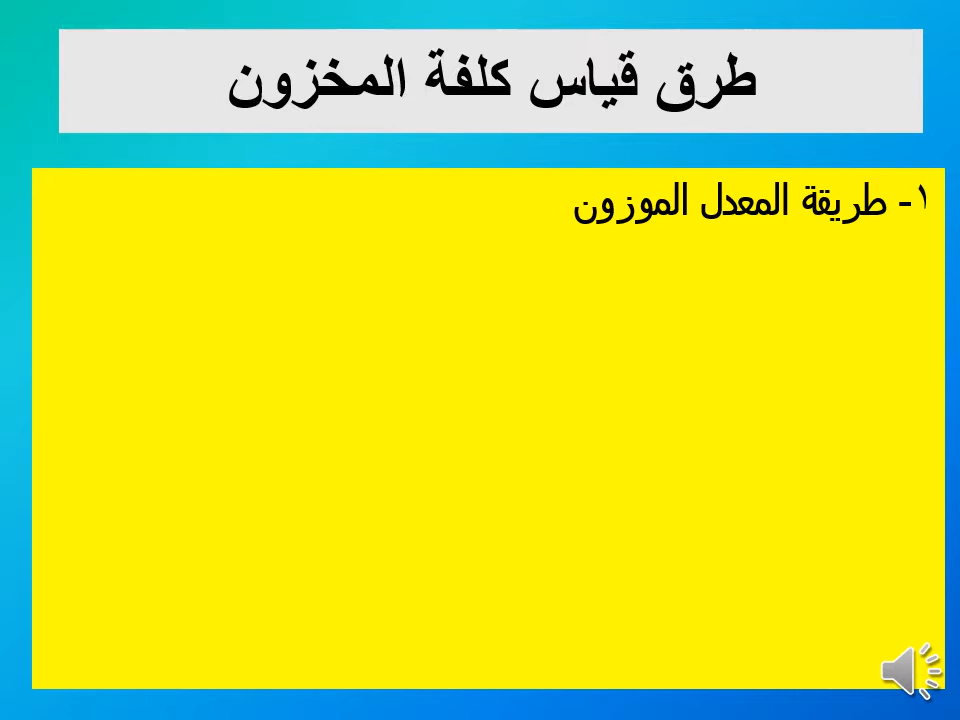 طرق قياس كلفة المخزون
١- طريقة المعدل الموزون